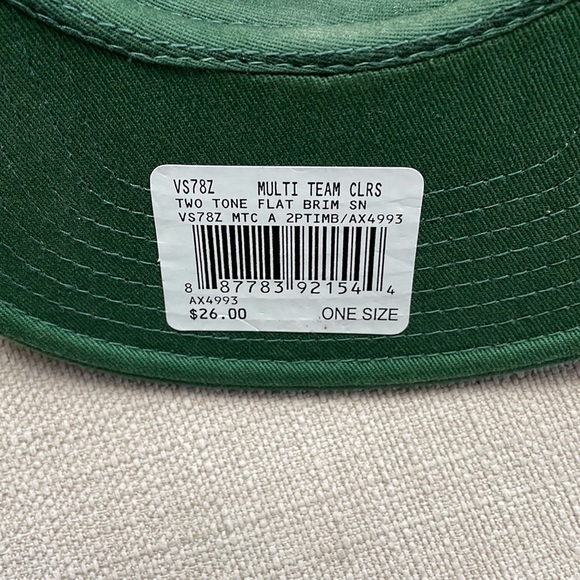 VS78Z MULTI TEAM CLRS
TWO TONE FLAT BRIM SN
VS78Z MTC A 2PTIMB/AX4993
8 87783 92154 4
AX4993
$26.00 ONE SIZE